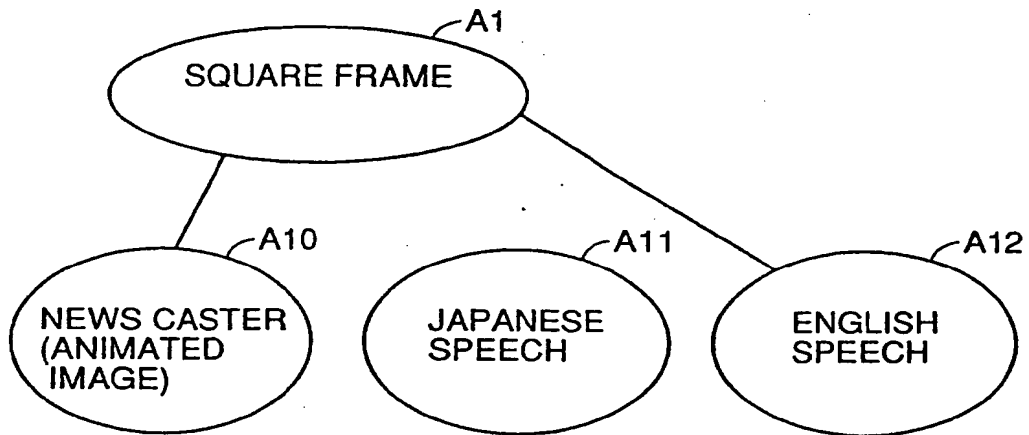 A1
SQUARE FRAME
A10
A11
A12
NEWS CASTER
(ANIMATED
IMAGE)
JAPANESE
SPEECH
ENGLISH
SPEECH